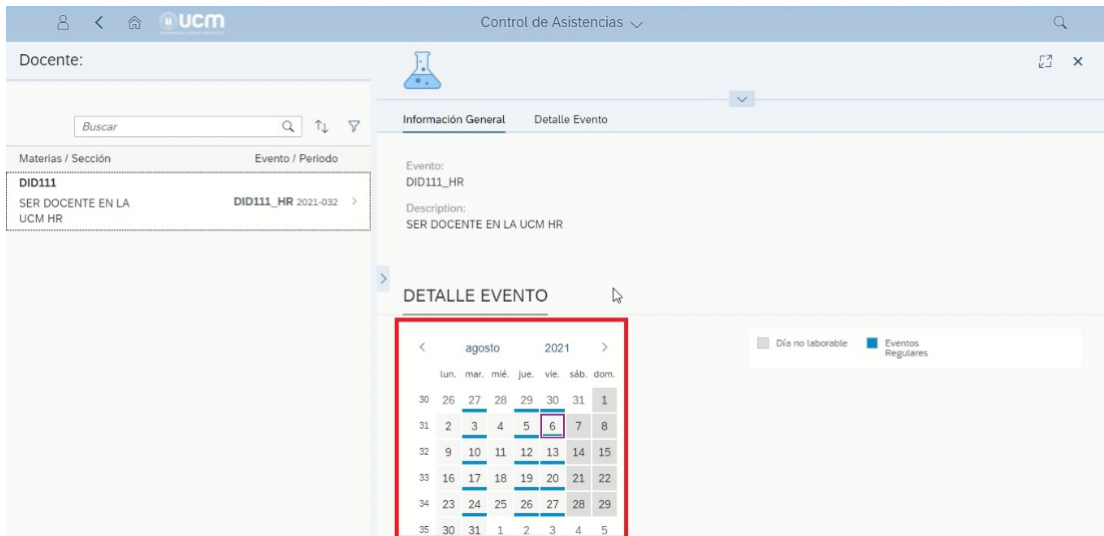 UCM
Control de Asistencias
Docente:
Buscar
Materias / Sección Evento / Periodo
DID111
SER DOCENTE EN LA UCM HR
DID111_HR 2021-032
Información General Detalle Evento
Evento:
DID111_HR
Description:
SER DOCENTE EN LA UCM HR
DETALLE EVENTO
agosto 2021
lun. mar. mié. jue. vie. sáb. dom.
30 26 27 28 29 30 31 1
31 2 3 4 5 6 7 8
32 9 10 11 12 13 14 15
33 16 17 18 19 20 21 22
34 23 24 25 26 27 28 29
35 30 31 1 2 3 4 5
Día no laborable
Eventos
Regulares